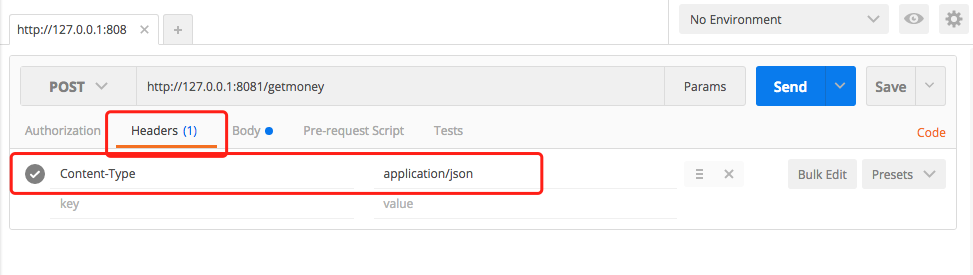 http://127.0.0.1:808
No Environment
POST http://127.0.0.1:8081/getmoney Params Send Save
Authorization Headers (1) Body Pre-request Script Tests Code
Content-Type application/json Bulk Edit Presets
key value